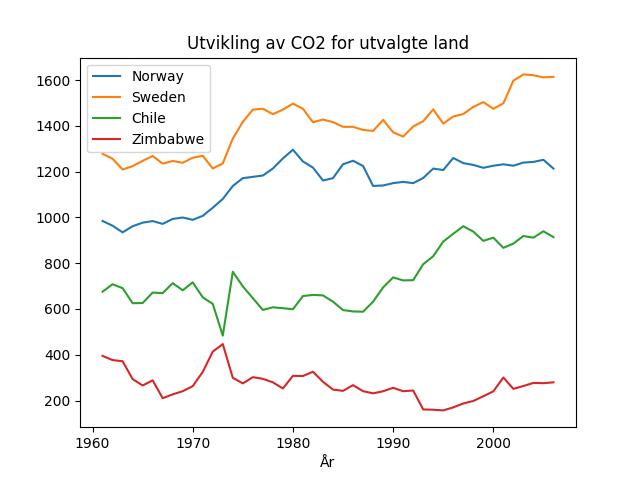 Utvikling av CO2 for utvalgte land
Norway
Sweden
Chile
Zimbabwe
1600
1400
1200
1000
800
600
400
200
1960
1970
1980
1990
2000
År